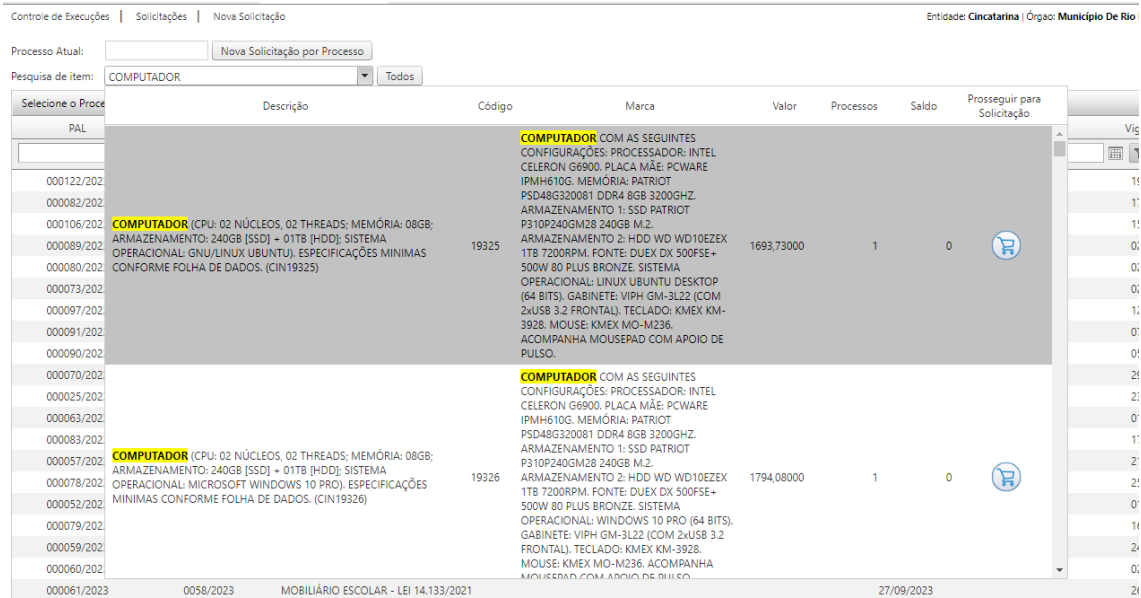 Controle de Execuções | Solicitações | Nova Solicitação
Entidade: Cincatarina | Órgao: Município De Rio
Processo Atual: Nova Solicitação por Processo
Pesquisa de item: COMPUTADOR Todos
Selecione o Proce
Descrição Código Marca Valor Processos Saldo Prosseguir para
Solicitação
PAL
Vig
COMPUTADOR (CPU: 02 NÚCLEOS, 02 THREADS; MEMÓRIA: 08GB;
ARMAZENAMENTO: 240GB [SSD] + 01TB [HDD]; SISTEMA
OPERACIONAL: GNU/LINUX UBUNTU). ESPECIFICAÇÕES MINIMAS
CONFORME FOLHA DE DADOS. (CIN19325)
19325
COMPUTADOR COM AS SEGUINTES
CONFIGURAÇÕES: PROCESSADOR: INTEL
CELERON G6900. PLACA MÃE: PCWARE
IPMH610G. MEMÓRIA: PATRIOT
PSD48G320081 DDR4 8GB 3200GHZ.
ARMAZENAMENTO 1: SSD PATRIOT
P310P240GM28 240GB M.2.
ARMAZENAMENTO 2: HDD WD WD10EZEX
1TB 7200RPM. FONTE: DUEX DX 500FSE+
500W 80 PLUS BRONZE. SISTEMA
OPERACIONAL: LINUX UBUNTU DESKTOP
(64 BITS). GABINETE: VIPH GM-3L22 (COM
2xUSB 3.2 FRONTAL). TECLADO: KMEX KM-
3928. MOUSE: KMEX MO-M236.
ACOMPANHA MOUSEPAD COM APOIO DE
PULSO.
1693,73000 1 0
COMPUTADOR (CPU: 02 NÚCLEOS, 02 THREADS; MEMÓRIA: 08GB;
ARMAZENAMENTO: 240GB [SSD] + 01TB [HDD]; SISTEMA
OPERACIONAL: MICROSOFT WINDOWS 10 PRO). ESPECIFICAÇÕES
MINIMAS CONFORME FOLHA DE DADOS. (CIN19326)
19326
COMPUTADOR COM AS SEGUINTES
CONFIGURAÇÕES: PROCESSADOR: INTEL
CELERON G6900. PLACA MÃE: PCWARE
IPMH610G. MEMÓRIA: PATRIOT
PSD48G320081 DDR4 8GB 3200GHZ.
ARMAZENAMENTO 1: SSD PATRIOT
P310P240GM28 240GB M.2.
ARMAZENAMENTO 2: HDD WD WD10EZEX
1TB 7200RPM. FONTE: DUEX DX 500FSE+
500W 80 PLUS BRONZE. SISTEMA
OPERACIONAL: WINDOWS 10 PRO (64 BITS).
GABINETE: VIPH GM-3L22 (COM 2xUSB 3.2
FRONTAL). TECLADO: KMEX KM-3928.
MOUSE: KMEX MO-M236. ACOMPANHA
MOUSEPAD COM APOIO DE PULSO
1794,08000 1 0
000122/202
000082/202
000106/202
000089/202
000080/202
000073/202
000097/202
000091/202
000090/202
000070/202
000025/202
000063/202
000083/202
000057/202
000078/202
000052/202
000079/202
000059/202
000060/202
000061/2023 0058/2023 MOBILIÁRIO ESCOLAR - LEI 14.133/2021 27/09/2023